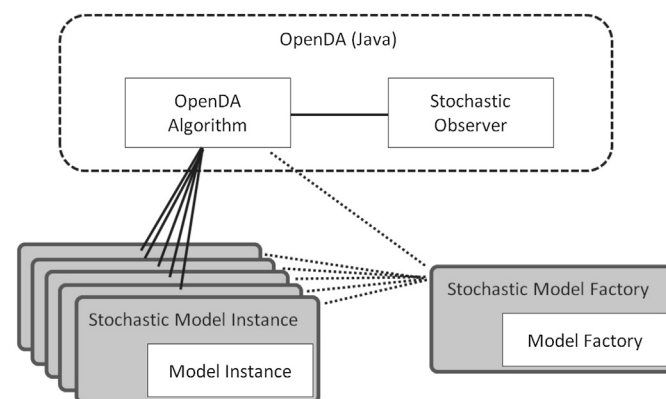 OpenDA (Java)
OpenDA
Algorithm
Stochastic
Observer
Stochastic Model Instance
Model Instance
Stochastic Model Factory
Model Factory